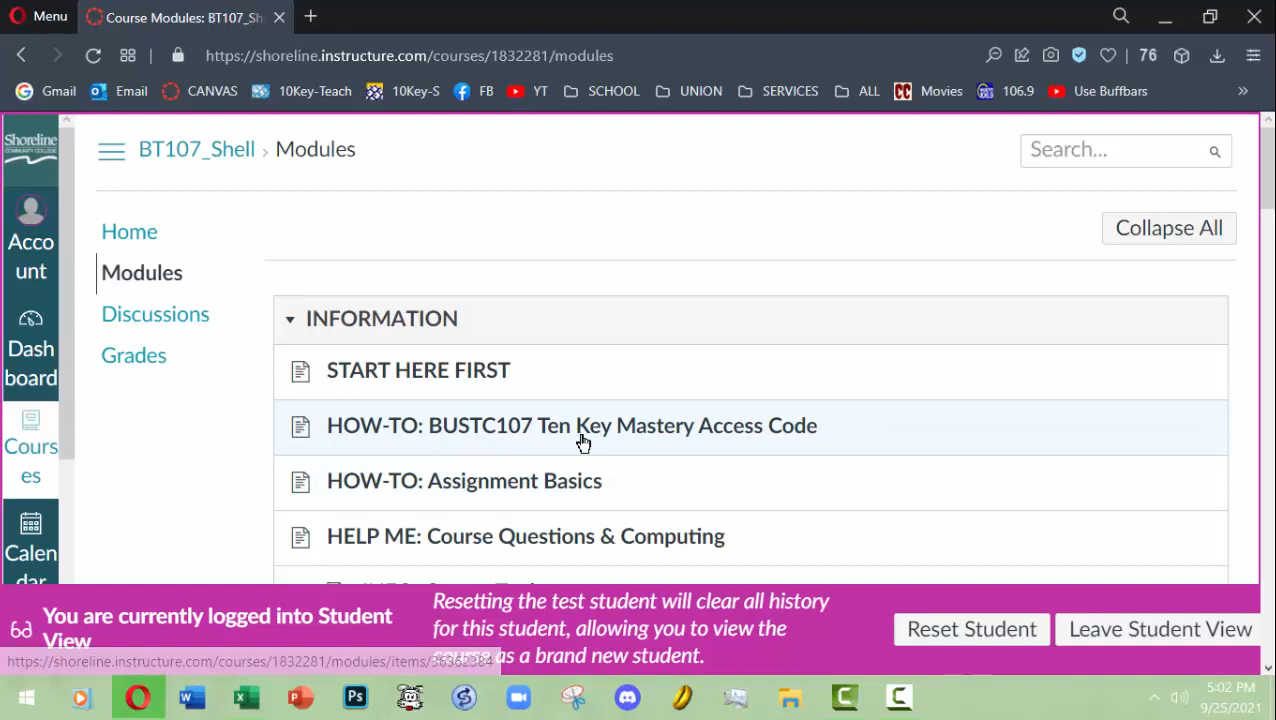 Menu
Course Modules: BT107_Sh
https://shoreline.instructure.com/courses/1832281/modules
76
Gmail
Email
CANVAS
10Key-Teach
10Key-S
FB
YT
SCHOOL
UNION
SERVICES
ALL
CC
Movies
106.9
Use Buffbars
Shoreline
COMMUNITY COLLEGE
BT107_Shell › Modules
Search...
Acco
unt
Dash
board
Cours
es
Calen
dar
Home
Modules
Discussions
Grades
Collapse All
INFORMATION
START HERE FIRST
HOW-TO: BUSTC107 Ten Key Mastery Access Code
HOW-TO: Assignment Basics
HELP ME: Course Questions & Computing
You are currently logged into Student
View
Resetting the test student will clear all history
for this student, allowing you to view the
course as a brand new student.
Reset Student
Leave Student View
https://shoreline.instructure.com/courses/1832281/modules/items/
5:02 PM
9/25/2021